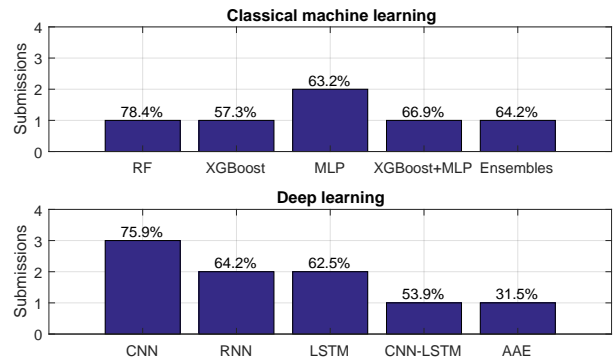 Classical machine learning
Submissions
4
3
2
1
0
78.4%
57.3%
63.2%
66.9%
64.2%
RF
XGBoost
MLP
XGBoost+MLP
Ensembles
Deep learning
Submissions
4
3
2
1
0
75.9%
64.2%
62.5%
53.9%
31.5%
CNN
RNN
LSTM
CNN-LSTM
AAE